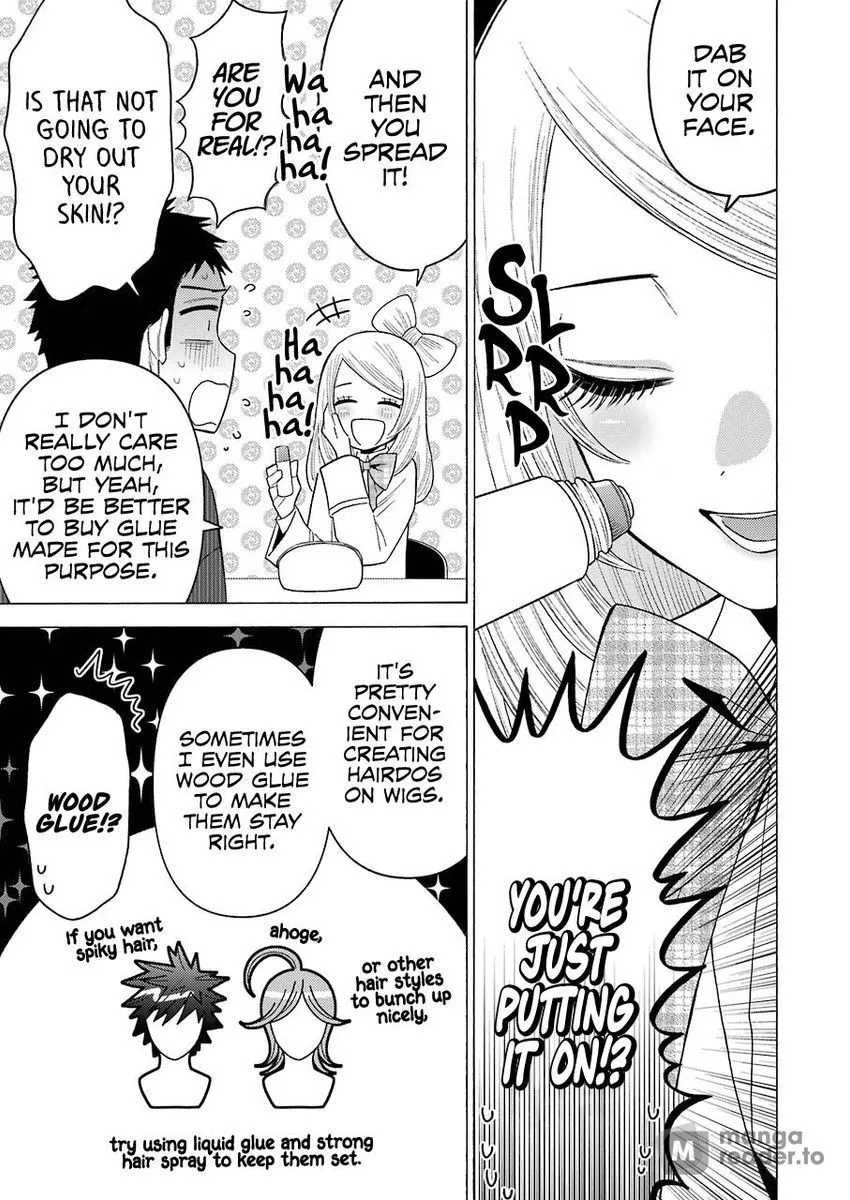 DAB
IT ON
YOUR
FACE.
SLRRP
YOU'RE
JUST
PUTTING
IT ON!?
AND
THEN
YOU
SPREAD
IT!
Wa
ha
ha
ha!
ARE
YOU
FOR
REAL!?
IS THAT NOT
GOING TO
DRY OUT
YOUR
SKIN!?
Ha
ha
ha
ha!
I DON'T
REALLY CARE
TOO MUCH,
BUT YEAH,
IT'D BE BETTER
TO BUY GLUE
MADE FOR THIS
PURPOSE.
IT'S
PRETTY
CONVEN-
IENT FOR
CREATING
HAIRDOS
ON WIGS.
SOMETIMES
I EVEN USE
WOOD GLUE
TO MAKE
THEM STAY
RIGHT.
WOOD
GLUE!?
If you want
spiky hair,
ahoge,
or other
hair styles
to bunch up
nicely,
try using liquid glue and strong
hair spray to keep them set.
M manga
reader.to